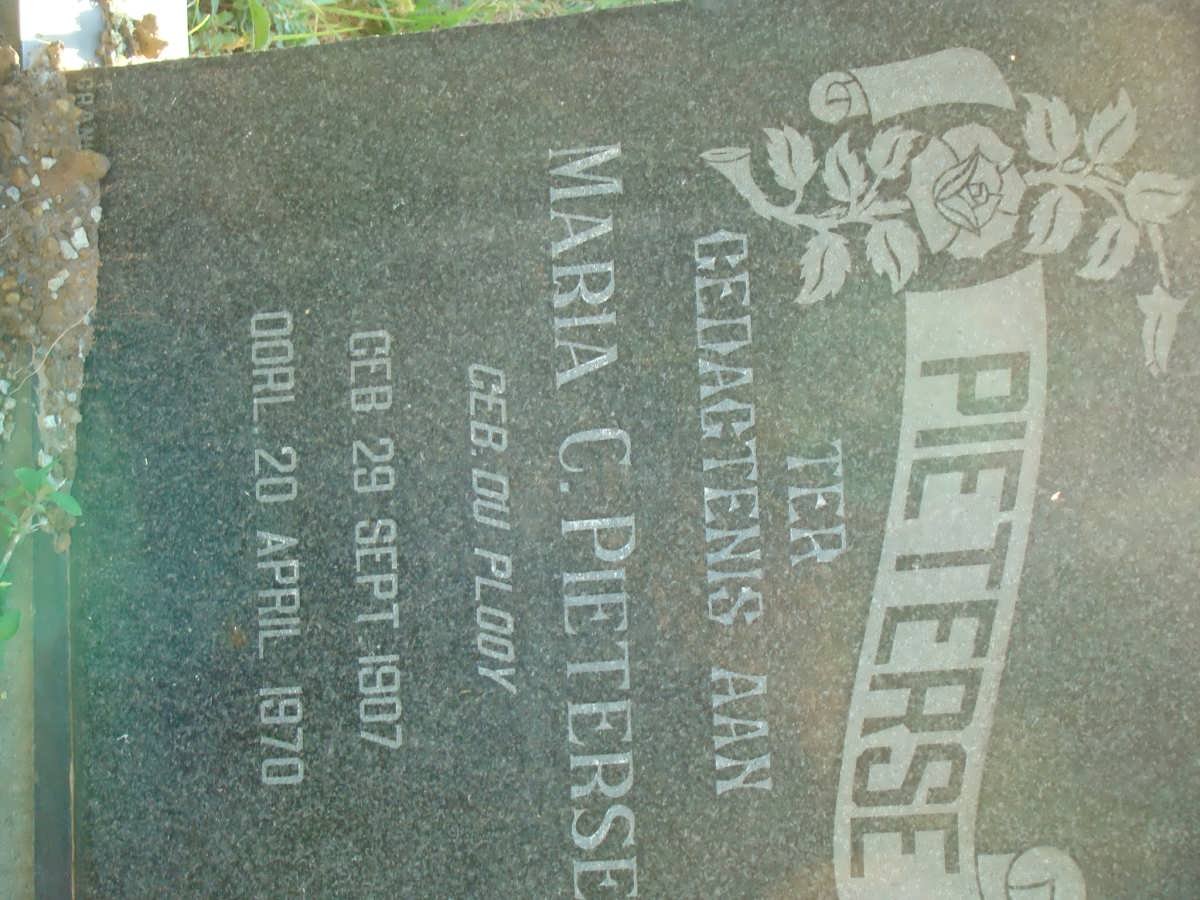 PIETERSE
TER
GEDAGTENIS AAN
MARIA C. PIETERSE
GEB. DU PLOOY
GEB 29 SEPT. 1907
OORL. 20 APRIL 1970